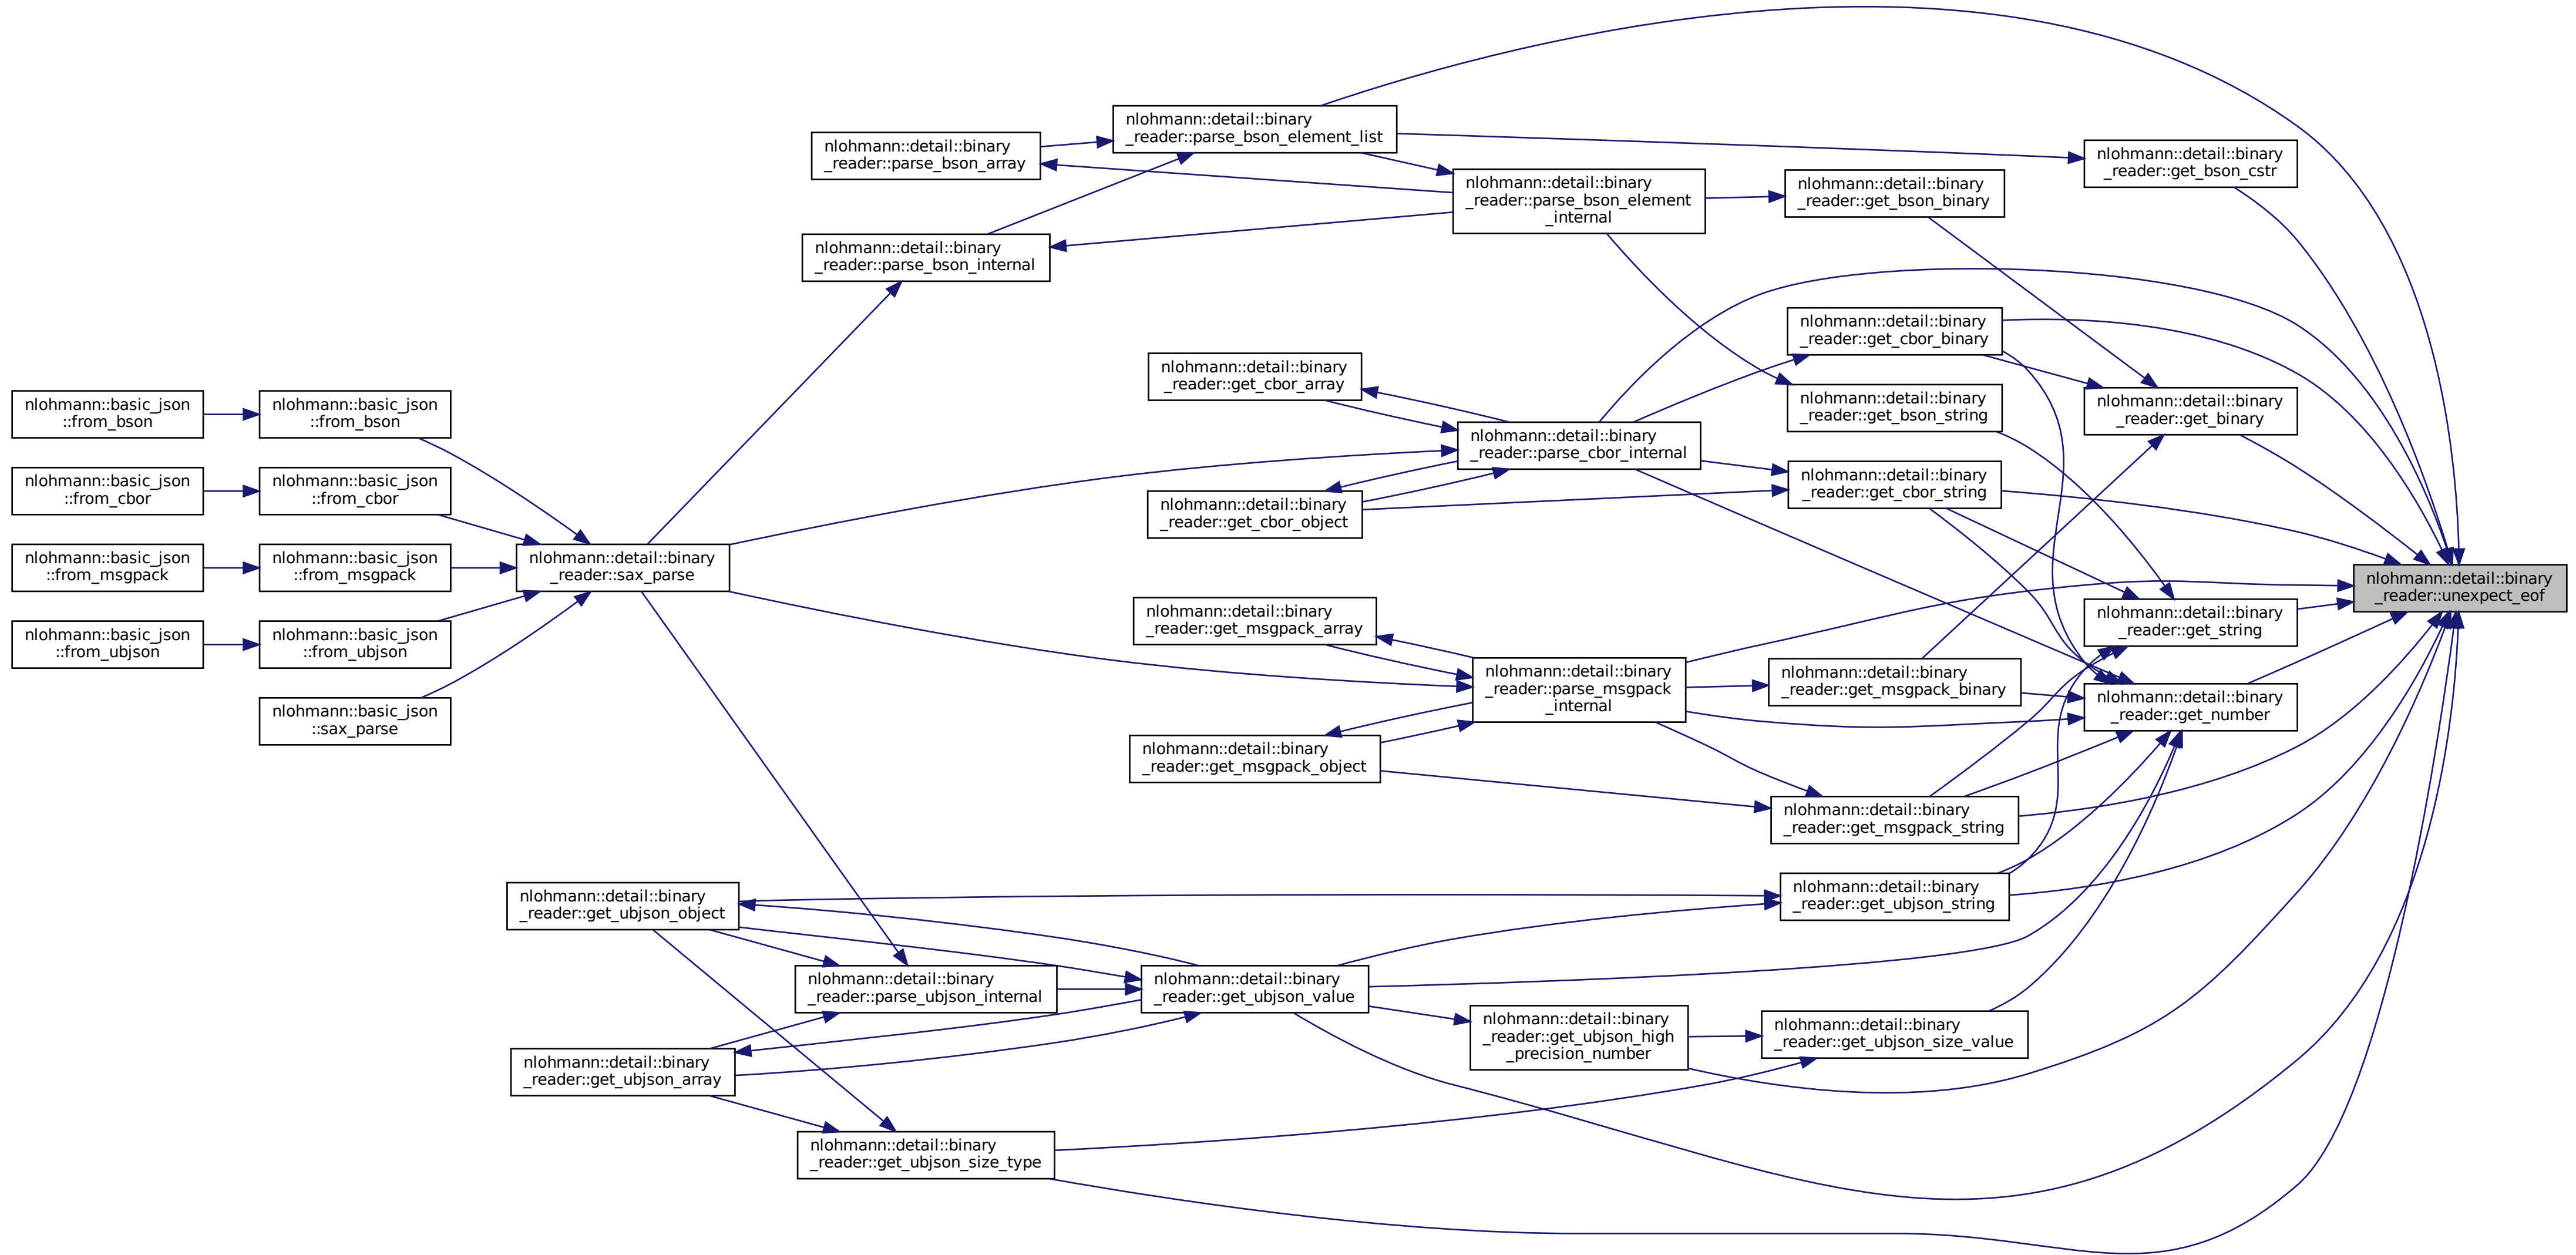 nlohmann::detail::binary
_reader::parse_bson_element_list
nlohmann::detail::binary
_reader::parse_bson_array
nlohmann::detail::binary
_reader::get_bson_cstr
nlohmann::detail::binary
_reader::parse_bson_element
_internal
nlohmann::detail::binary
_reader::get_bson_binary
nlohmann::detail::binary
_reader::parse_bson_internal
nlohmann::detail::binary
_reader::get_cbor_binary
nlohmann::detail::binary
_reader::get_cbor_array
nlohmann::basic_json
::from_bson
nlohmann::basic_json
::from_bson
nlohmann::detail::binary
_reader::get_bson_string
nlohmann::detail::binary
_reader::get_binary
nlohmann::detail::binary
_reader::parse_cbor_internal
nlohmann::basic_json
::from_cbor
nlohmann::basic_json
::from_cbor
nlohmann::detail::binary
_reader::get_cbor_string
nlohmann::detail::binary
_reader::get_cbor_object
nlohmann::basic_json
::from_msgpack
nlohmann::basic_json
::from_msgpack
nlohmann::detail::binary
_reader::sax_parse
nlohmann::detail::binary
_reader::unexpect_eof
nlohmann::detail::binary
_reader::get_msgpack_array
nlohmann::detail::binary
_reader::get_string
nlohmann::basic_json
::from_ubjson
nlohmann::basic_json
::from_ubjson
nlohmann::detail::binary
_reader::parse_msgpack
_internal
nlohmann::detail::binary
_reader::get_msgpack_binary
nlohmann::detail::binary
_reader::get_number
nlohmann::basic_json
::sax_parse
nlohmann::detail::binary
_reader::get_msgpack_object
nlohmann::detail::binary
_reader::get_msgpack_string
nlohmann::detail::binary
_reader::get_ubjson_string
nlohmann::detail::binary
_reader::get_ubjson_object
nlohmann::detail::binary
_reader::parse_ubjson_internal
nlohmann::detail::binary
_reader::get_ubjson_value
nlohmann::detail::binary
_reader::get_ubjson_high
_precision_number
nlohmann::detail::binary
_reader::get_ubjson_size_value
nlohmann::detail::binary
_reader::get_ubjson_array
nlohmann::detail::binary
_reader::get_ubjson_size_type